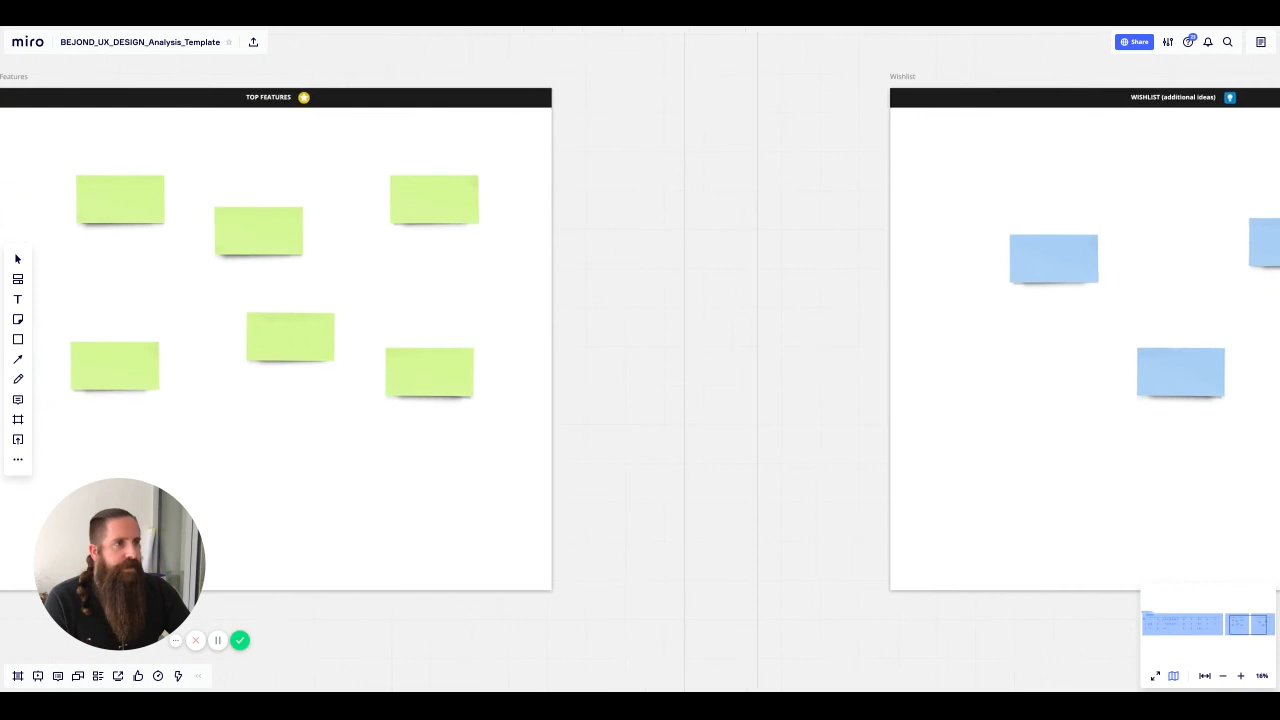 miro
BEJOND_UX_DESIGN_Analysis_Template
Share
Features
TOP FEATURES
Wishlist
WISHLIST (additional ideas)
16%